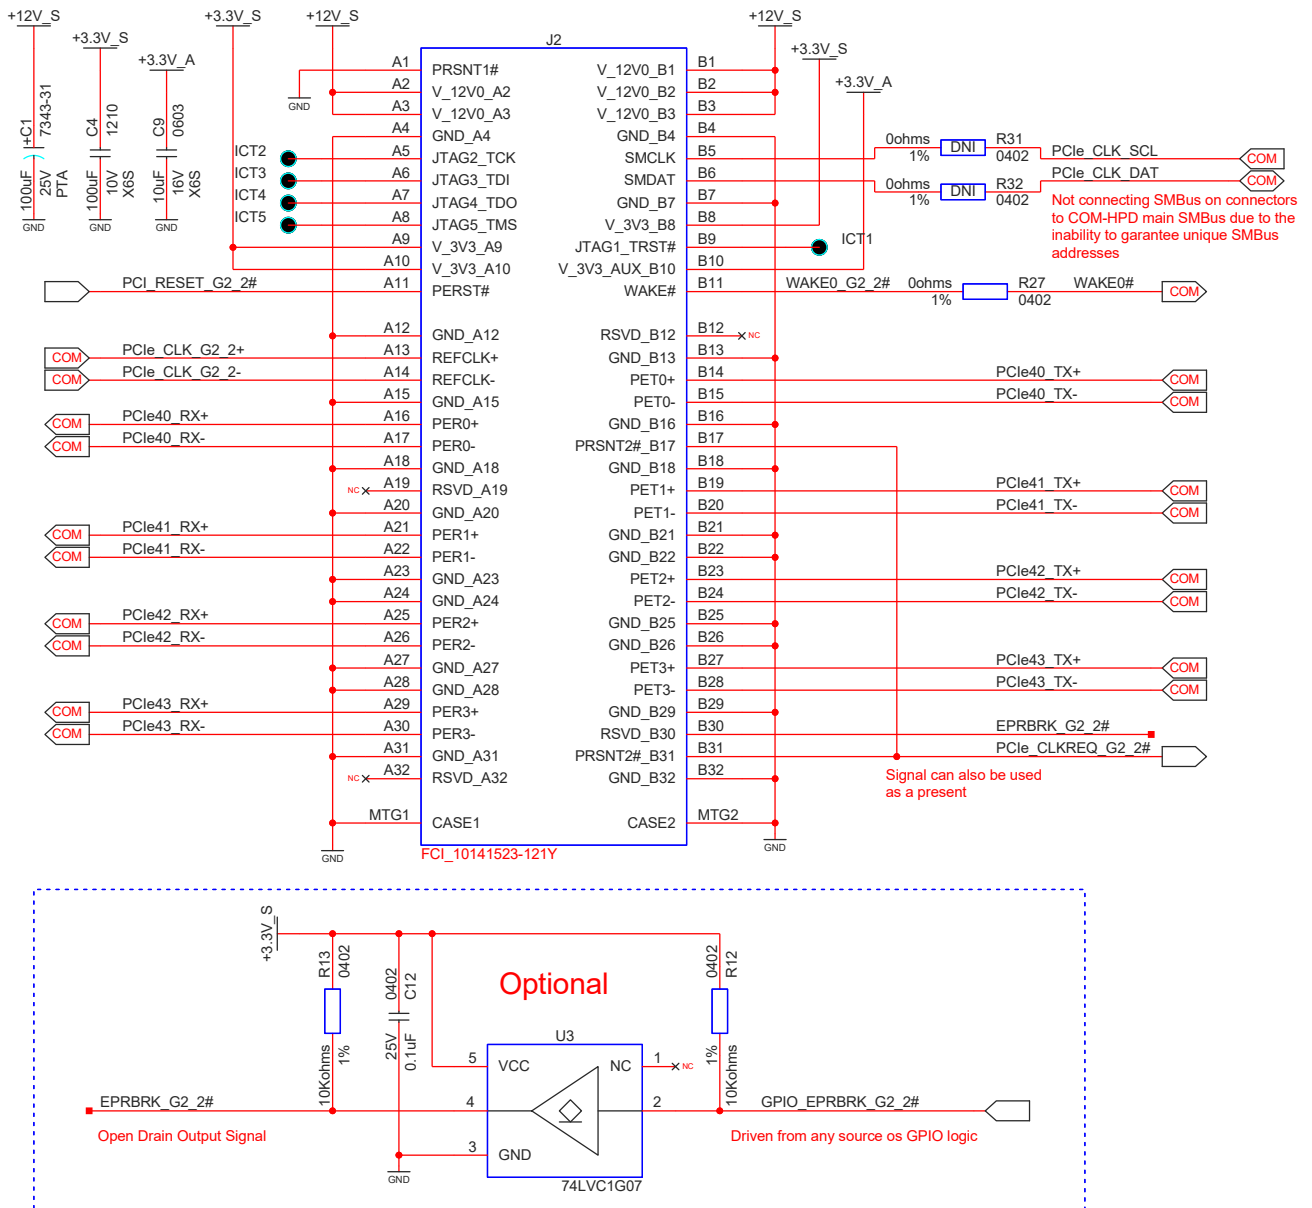 +12V_S
+3.3V_S
+12V_S
+12V_S
+3.3V_S
+3.3V_S
+3.3V_A
+3.3V_A
+C1
7343-31
100uF
25V
PTA
GND
C4
1210
100uF
10V
X6S
GND
C9
0603
10uF
16V
X6S
GND
J2
GND
A1 PRSNT1# V_12V0_B1 B1
A2 V_12V0_A2 V_12V0_B2 B2
A3 V_12V0_A3 V_12V0_B3 B3
A4 GND_A4 GND_B4 B4
ICT2 A5 JTAG2_TCK SMCLK B5 0ohms 1% DNI R31 0402 PCIe_CLK_SCL COM
ICT3 A6 JTAG3_TDI SMDAT B6 0ohms 1% DNI R32 0402 PCIe_CLK_DAT COM
ICT4 A7 JTAG4_TDO GND_B7 B7
ICT5 A8 JTAG5_TMS V_3V3_B8 B8
Not connecting SMBus on connectors
to COM-HPD main SMBus due to the
inability to garantee unique SMBus
addresses
A9 V_3V3_A9 JTAG1_TRST# B9 ICT1
A10 V_3V3_A10 V_3V3_AUX_B10 B10
PCI_RESET_G2_2# A11 PERST# WAKE# B11 WAKE0_G2_2# 0ohms 1% R27 0402 WAKE0# COM
A12 GND_A12 RSVD_B12 B12 NC
COM PCIe_CLK_G2_2+ A13 REFCLK+ GND_B13 B13
COM PCIe_CLK_G2_2- A14 REFCLK- PET0+ B14 PCIe40_TX+ COM
A15 GND_A15 PET0- B15 PCIe40_TX- COM
COM PCIe40_RX+ A16 PER0+ GND_B16 B16
COM PCIe40_RX- A17 PER0- PRSNT2#_B17 B17
A18 GND_A18 GND_B18 B18
NC A19 RSVD_A19 PET1+ B19 PCIe41_TX+ COM
A20 GND_A20 PET1- B20 PCIe41_TX- COM
COM PCIe41_RX+ A21 PER1+ GND_B21 B21
COM PCIe41_RX- A22 PER1- GND_B22 B22
A23 GND_A23 PET2+ B23 PCIe42_TX+ COM
A24 GND_A24 PET2- B24 PCIe42_TX- COM
COM PCIe42_RX+ A25 PER2+ GND_B25 B25
COM PCIe42_RX- A26 PER2- GND_B26 B26
A27 GND_A27 PET3+ B27 PCIe43_TX+ COM
A28 GND_A28 PET3- B28 PCIe43_TX- COM
COM PCIe43_RX+ A29 PER3+ GND_B29 B29
COM PCIe43_RX- A30 PER3- RSVD_B30 B30 EPRBRK_G2_2#
A31 GND_A31 PRSNT2#_B31 B31 PCIe_CLKREQ_G2_2#
NC A32 RSVD_A32 GND_B32 B32
Signal can also be used
as a present
MTG1 CASE1 CASE2 MTG2
GND
GND
FCI_10141523-121Y
+3.3V_S
R13
0402
10Kohms
1%
0402
C12
25V
0.1uF
Optional
0402
R12
1%
10Kohms
U3
5 VCC NC 1 NC
EPRBRK_G2_2# 4 2 GPIO_EPRBRK_G2_2#
Open Drain Output Signal
Driven from any source os GPIO logic
3 GND
GND
74LVC1G07